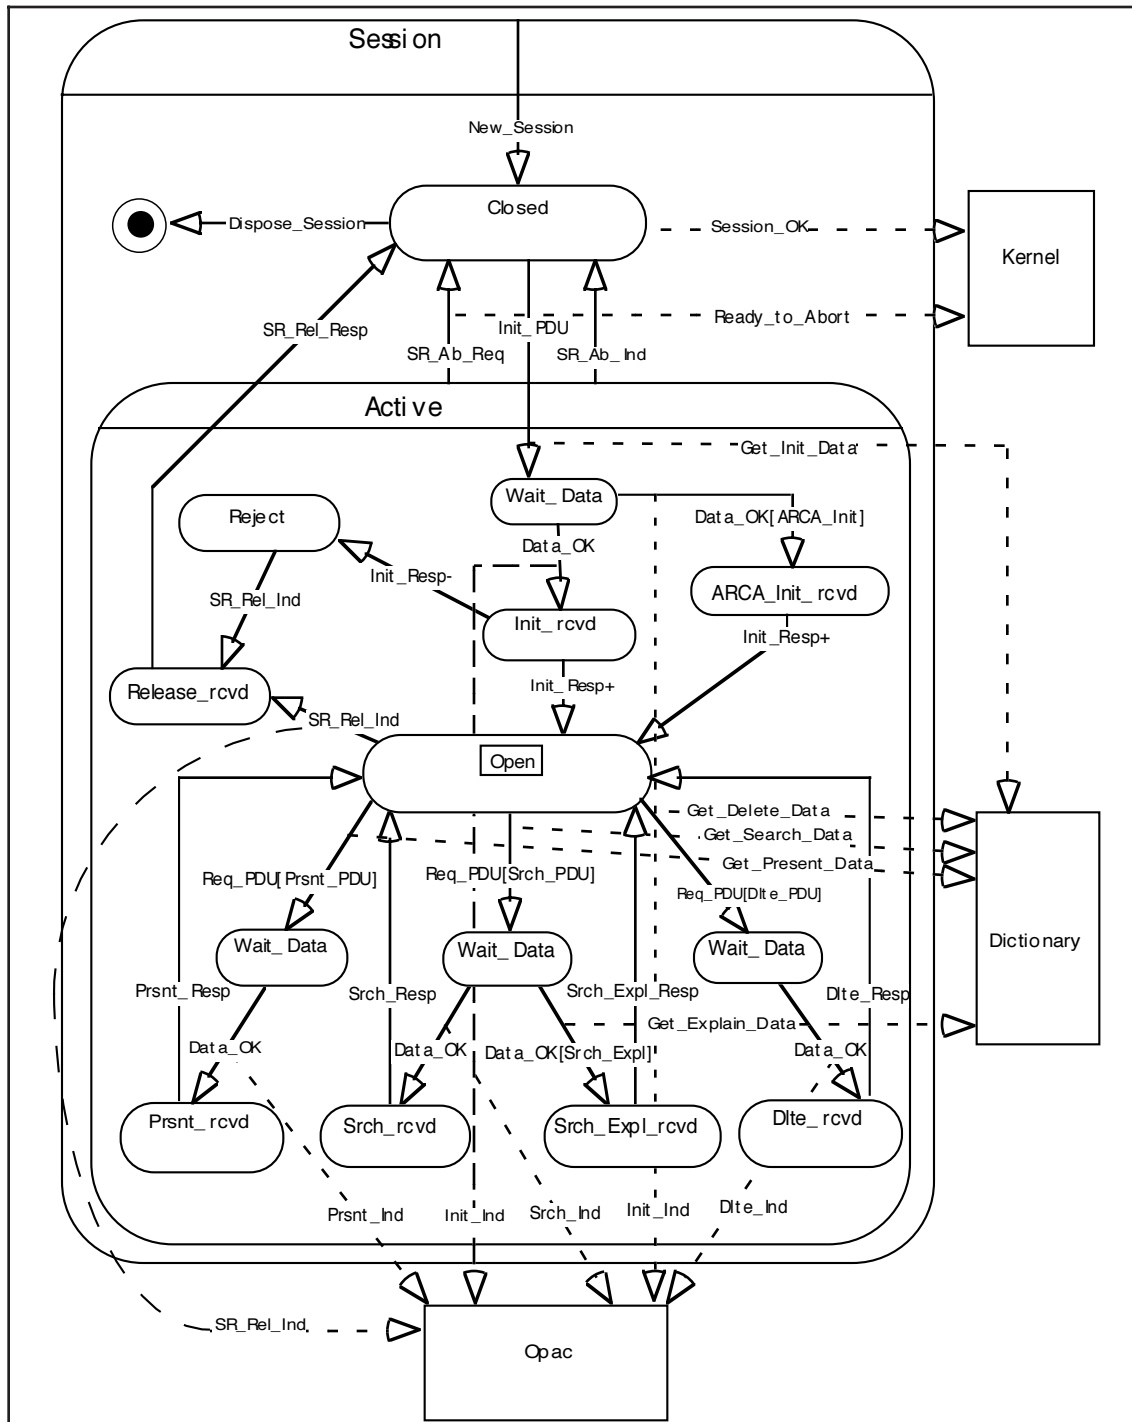 Session
New_Session
Closed
Dispose_Session
Session_OK
Kernel
SR_Rel_Resp
Init_PDU
Ready_to_Abort
SR_Ab_Req
SR_Ab_Ind
Active
Get_Init_Data
Wait_Data
Reject
Data_OK[ARCA_Init]
Data_OK
Init_Resp-
SR_Rel_Ind
ARCA_Init_rcvd
Init_rcvd
Init_Resp+
Release_rcvd
Init_Resp+
SR_Rel_Ind
Open
Get_Delete_Data
Get_Search_Data
Get_Present_Data
Req_PDU[Prsnt_PDU]
Req_PDU[Srch_PDU]
Req_PDU[Dlte_PDU]
Wait_Data
Wait_Data
Wait_Data
Dictionary
Prsnt_Resp
Srch_Resp
Srch_Expl_Resp
Dlte_Resp
Get_Explain_Data
Data_OK
Data_OK
Data_OK[Srch_Expl]
Data_OK
Prsnt_rcvd
Srch_rcvd
Srch_Expl_rcvd
Dlte_rcvd
Prsnt_Ind
Init_Ind
Srch_Ind
Init_Ind
Dlte_Ind
SR_Rel_Ind
Opac